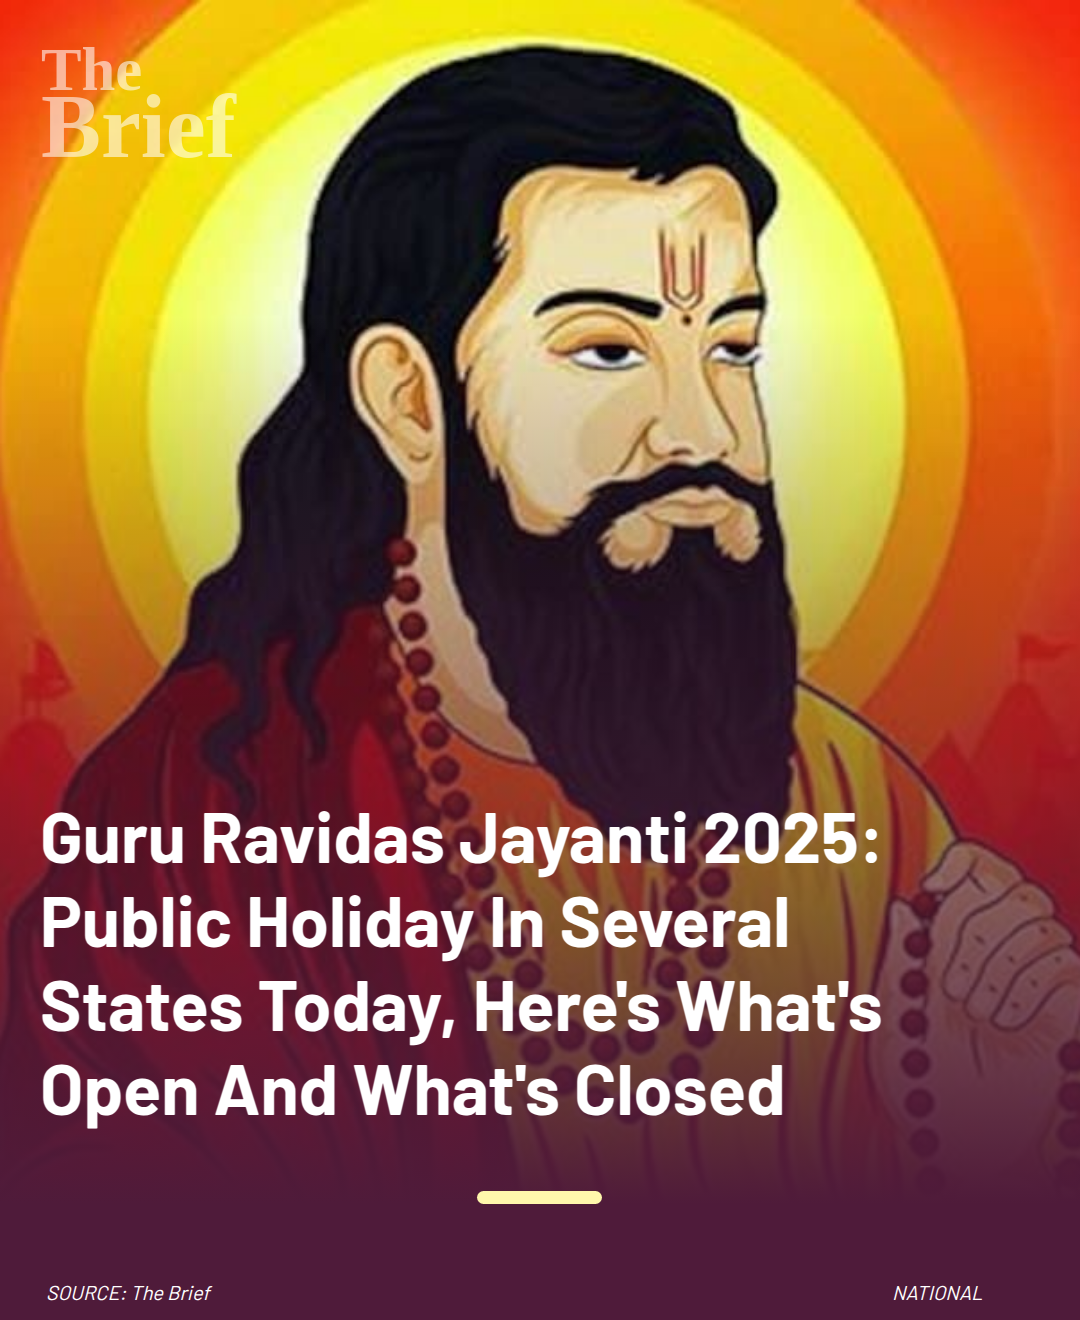 The
Brief
Guru Ravidas Jayanti 2025:
Public Holiday In Several
States Today, Here's What's
Open And What's Closed
SOURCE: The Brief
NATIONAL